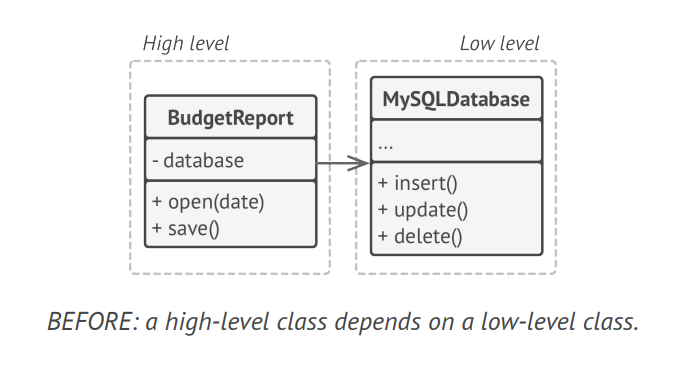 High level
Low level
BudgetReport
- database
+ open(date)
+ save()
MySQLDatabase
...
+ insert()
+ update()
+ delete()
BEFORE: a high-level class depends on a low-level class.